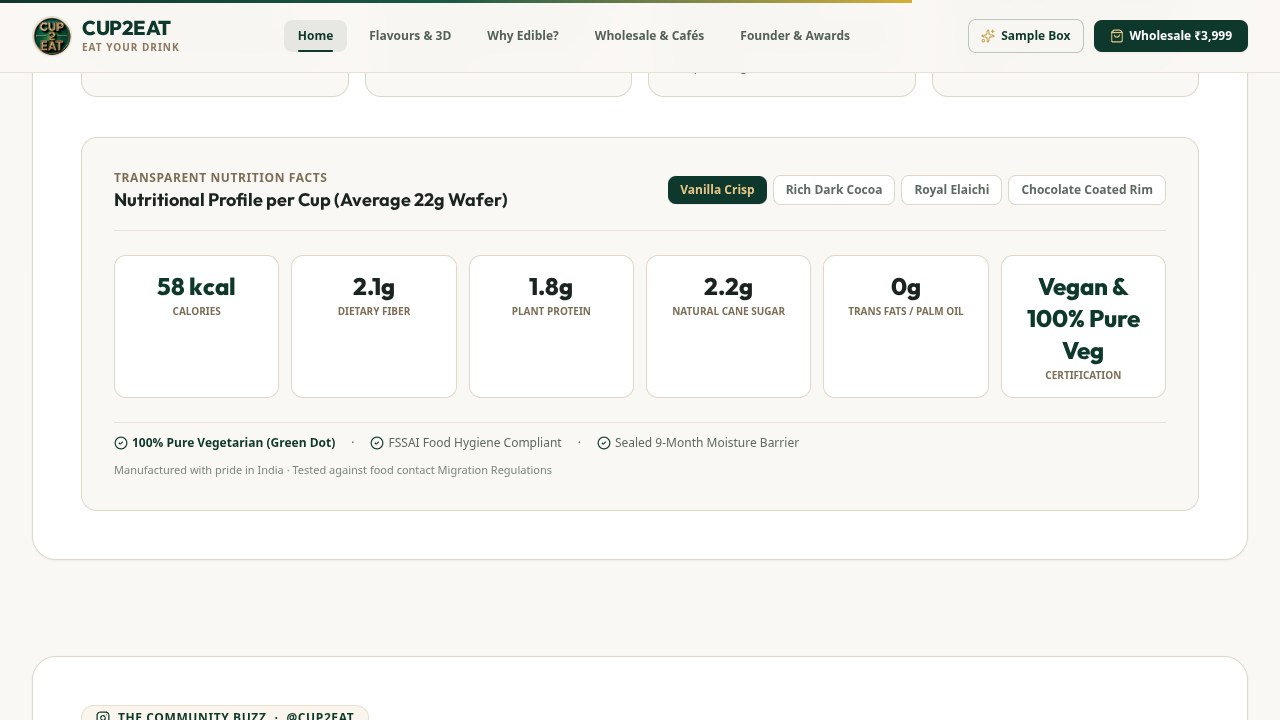 CUP
2
EAT
CUP2EAT
EAT YOUR DRINK
Home
Flavours & 3D
Why Edible?
Wholesale & Cafés
Founder & Awards
Sample Box
Wholesale ₹3,999
TRANSPARENT NUTRITION FACTS
Nutritional Profile per Cup (Average 22g Wafer)
Vanilla Crisp
Rich Dark Cocoa
Royal Elaichi
Chocolate Coated Rim
58 kcal
CALORIES
2.1g
DIETARY FIBER
1.8g
PLANT PROTEIN
2.2g
NATURAL CANE SUGAR
0g
TRANS FATS / PALM OIL
Vegan &
100% Pure
Veg
CERTIFICATION
100% Pure Vegetarian (Green Dot) · FSSAI Food Hygiene Compliant · Sealed 9-Month Moisture Barrier
Manufactured with pride in India · Tested against food contact Migration Regulations
THE COMMUNITY BUZZ · @CUP2EAT